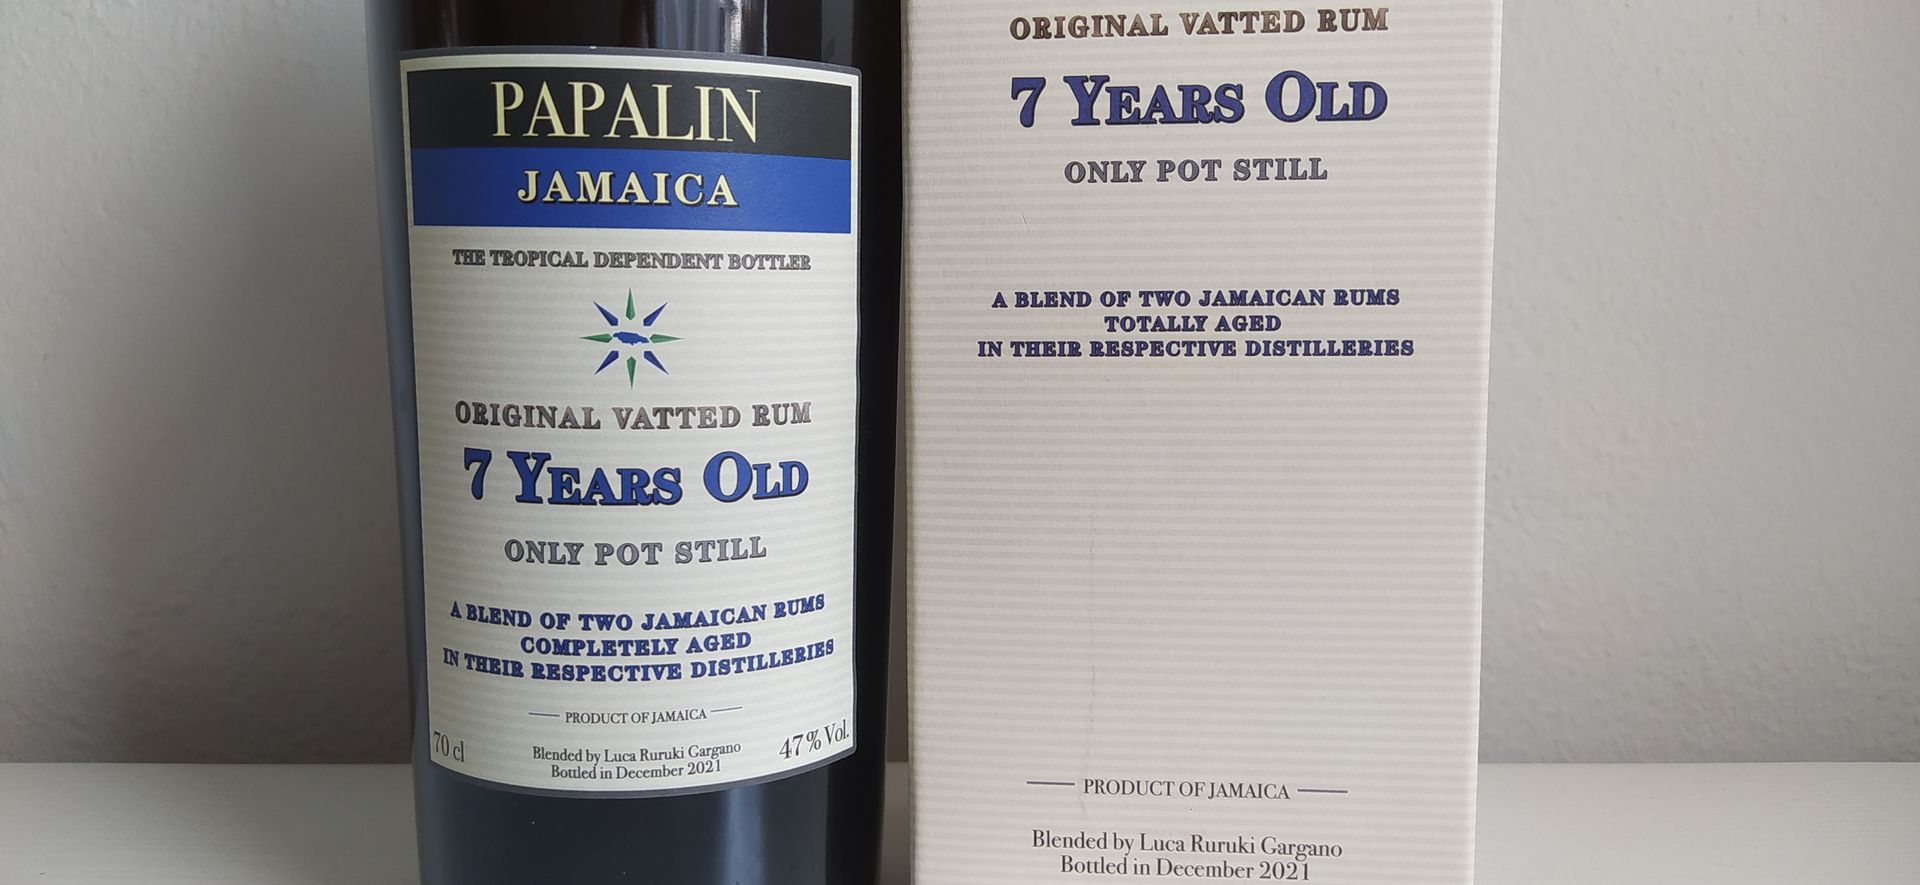 PAPALIN
JAMAICA
THE TROPICAL DEPENDENT BOTTLER
ORIGINAL VATTED RUM
7 YEARS OLD
ONLY POT STILL
A BLEND OF TWO JAMAICAN RUMS
COMPLETELY AGED
IN THEIR RESPECTIVE DISTILLERIES
PRODUCT OF JAMAICA
70 cl
Blended by Luca Ruruki Gargano
Bottled in December 2021
47% Vol.
ORIGINAL VATTED RUM
7 YEARS OLD
ONLY POT STILL
A BLEND OF TWO JAMAICAN RUMS
TOTALLY AGED
IN THEIR RESPECTIVE DISTILLERIES
PRODUCT OF JAMAICA
Blended by Luca Ruruki Gargano
Bottled in December 2021